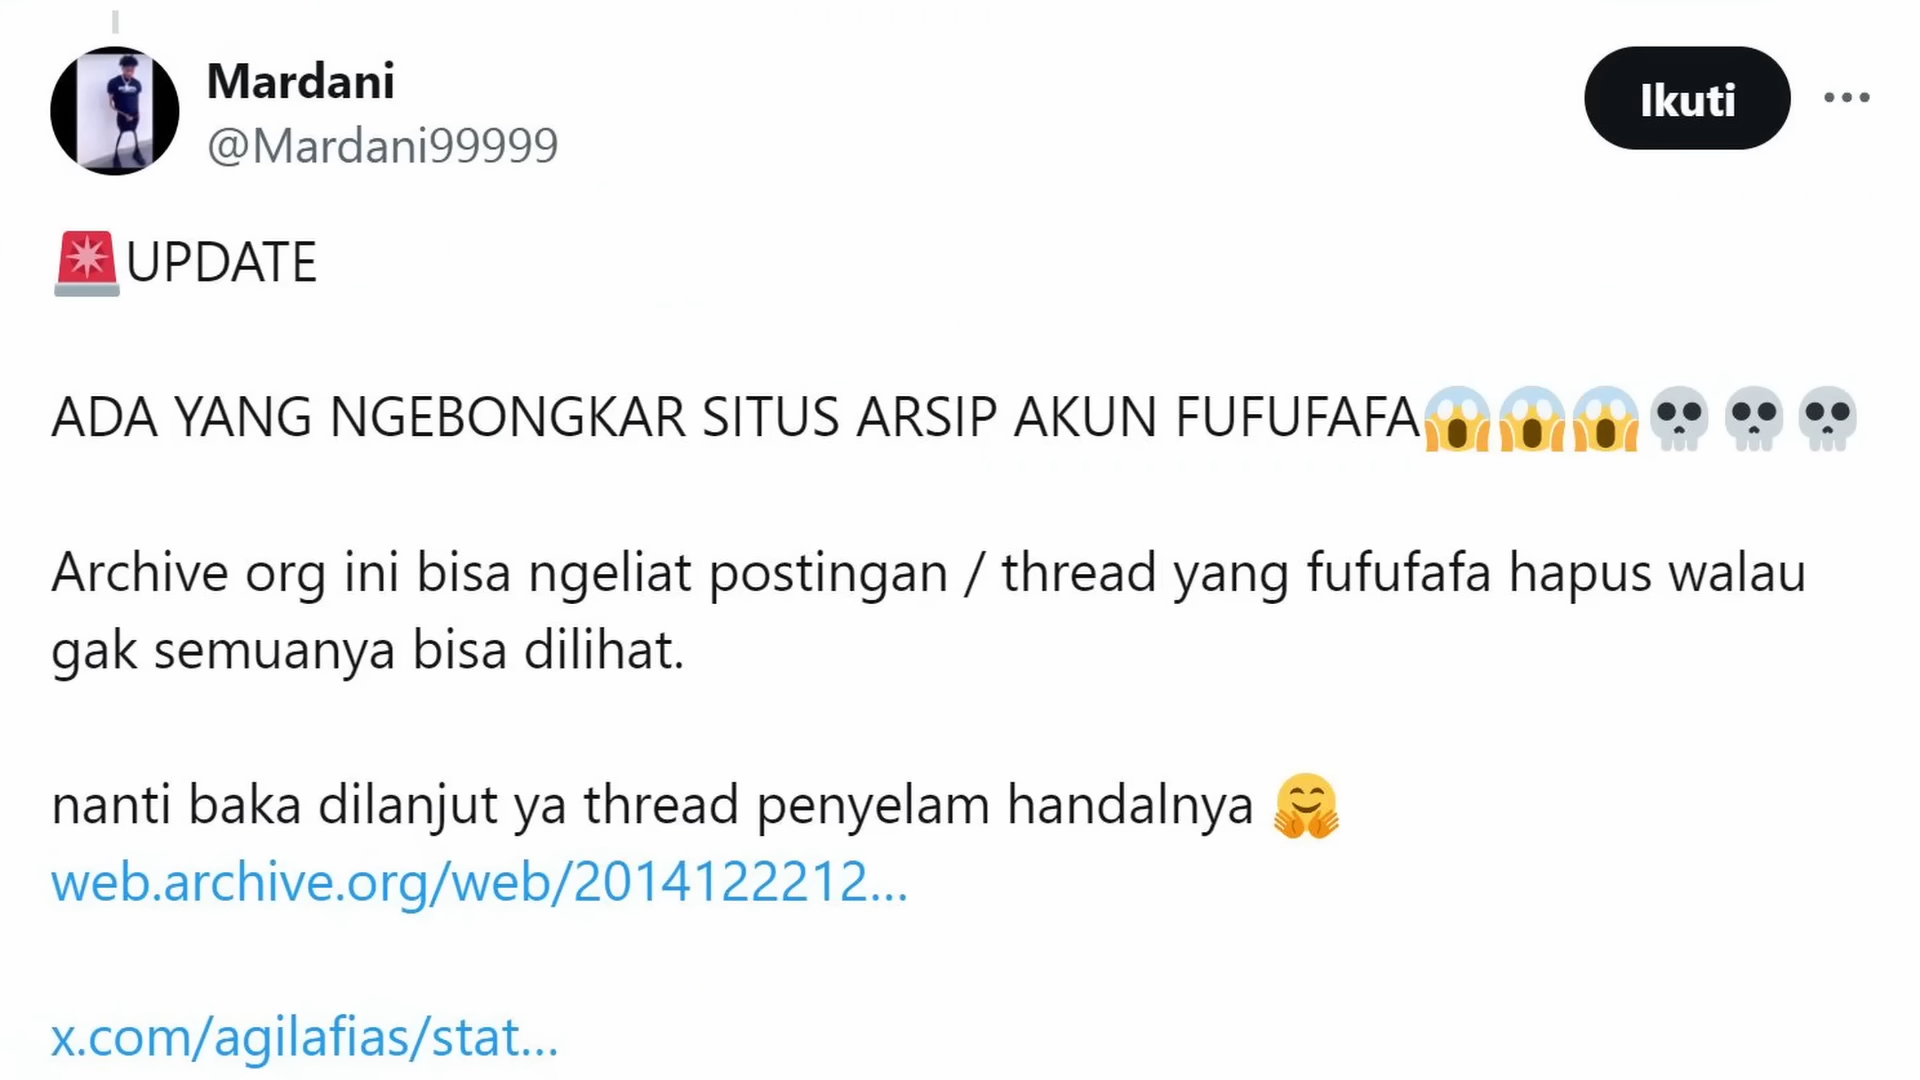 Mardani
@Mardani99999
Ikuti
🚨UPDATE
ADA YANG NGEBONGKAR SITUS ARSIP AKUN FUFUFAFA😱😱😱💀💀💀
Archive org ini bisa ngeliat postingan / thread yang fufufafa hapus walau
gak semuanya bisa dilihat.
nanti baka dilanjut ya thread penyelam handalnya 🤗
web.archive.org/web/2014122212...
x.com/agilafias/stat...